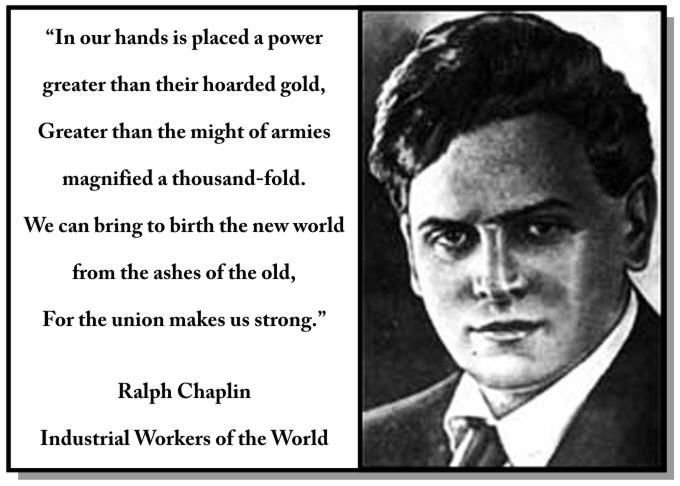 “In our hands is placed a power
greater than their hoarded gold,
Greater than the might of armies
magnified a thousand-fold.
We can bring to birth the new world
from the ashes of the old,
For the union makes us strong.”
Ralph Chaplin
Industrial Workers of the World